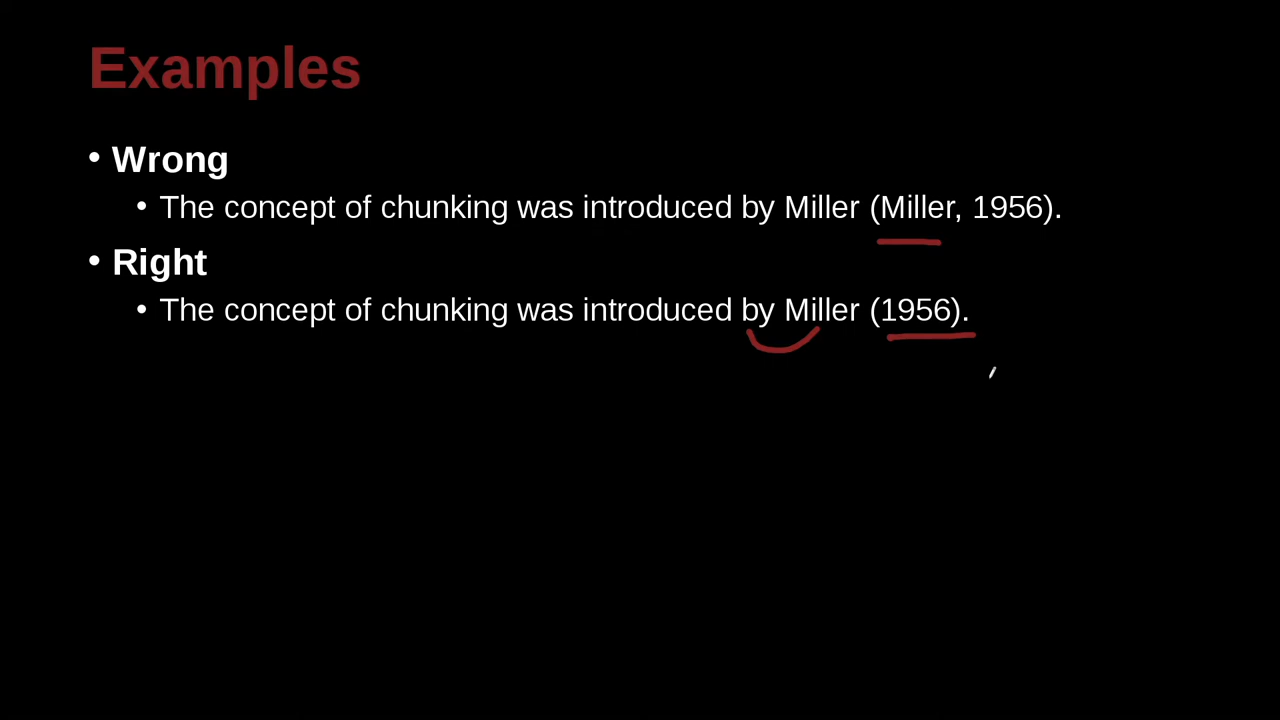 Examples
• Wrong
• The concept of chunking was introduced by Miller (Miller, 1956).
• Right
• The concept of chunking was introduced by Miller (1956).